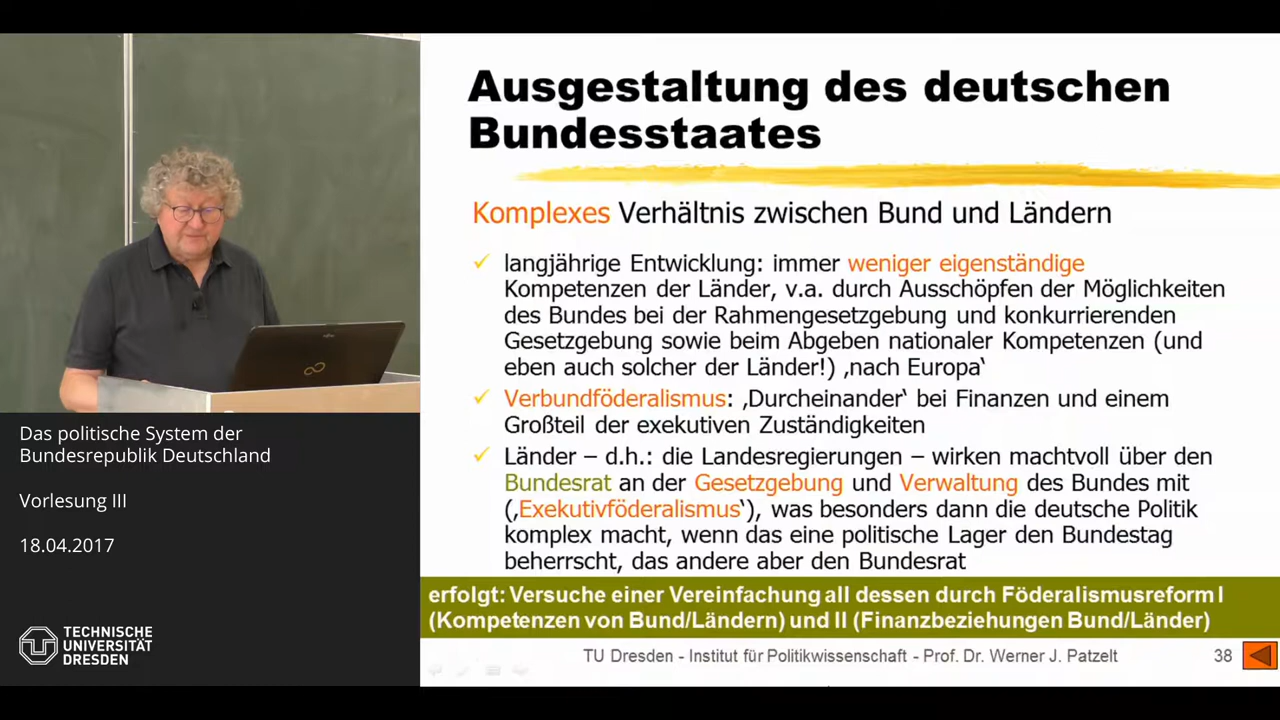 Ausgestaltung des deutschen
Bundesstaates
Komplexes Verhältnis zwischen Bund und Ländern
langjährige Entwicklung: immer weniger eigenständige
Kompetenzen der Länder, v.a. durch Ausschöpfen der Möglichkeiten
des Bundes bei der Rahmengesetzgebung und konkurrierenden
Gesetzgebung sowie beim Abgeben nationaler Kompetenzen (und
eben auch solcher der Länder!) ‚nach Europa‘
Verbundföderalismus: ‚Durcheinander‘ bei Finanzen und einem
Großteil der exekutiven Zuständigkeiten
Länder – d.h.: die Landesregierungen – wirken machtvoll über den
Bundesrat an der Gesetzgebung und Verwaltung des Bundes mit
(‚Exekutivföderalismus‘), was besonders dann die deutsche Politik
komplex macht, wenn das eine politische Lager den Bundestag
beherrscht, das andere aber den Bundesrat
erfolgt: Versuche einer Vereinfachung all dessen durch Föderalismusreform I
(Kompetenzen von Bund/Ländern) und II (Finanzbeziehungen Bund/Länder)
TU Dresden - Institut für Politikwissenschaft - Prof. Dr. Werner J. Patzelt 38
Das politische System der
Bundesrepublik Deutschland
Vorlesung III
18.04.2017
TECHNISCHE
UNIVERSITÄT
DRESDEN